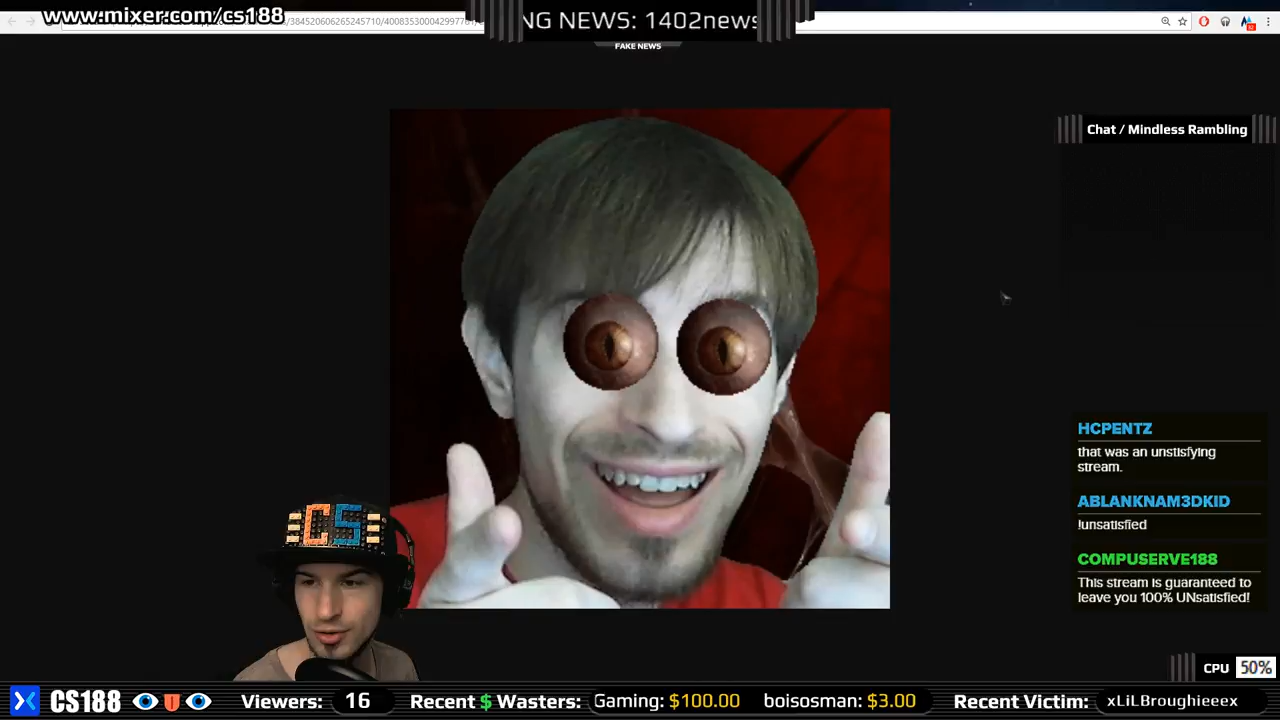 www.mixer.com/cs188
384520606265245710/400835300042997761/
NG NEWS: 1402news
FAKE NEWS
Chat / Mindless Rambling
HCPENTZ
that was an unstisfying
stream.
ABLANKNAM3DKID
!unsatisfied
COMPUSERVE188
This stream is guaranteed to
leave you 100% UNsatisfied!
CS
CPU 50%
CS188 Viewers: 16 Recent $ Wasters: Gaming: $100.00 boisosman: $3.00 Recent Victim: xLiLBroughieeex